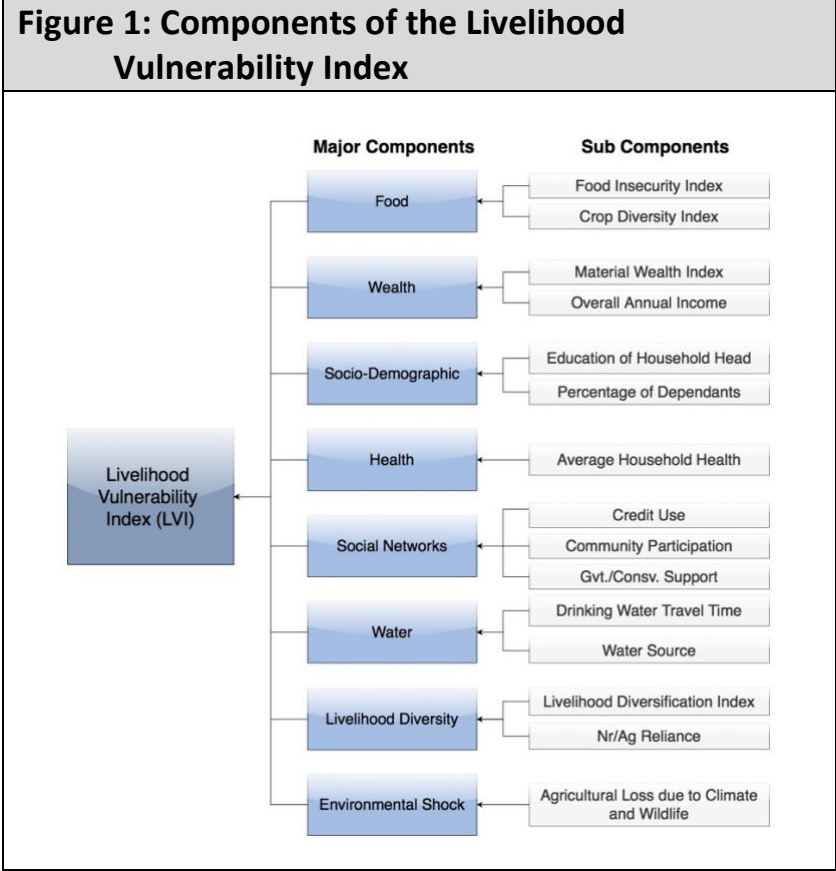 Figure 1: Components of the Livelihood
Vulnerability Index
Major Components
Sub Components
Food
Food Insecurity Index
Crop Diversity Index
Wealth
Material Wealth Index
Overall Annual Income
Socio-Demographic
Education of Household Head
Percentage of Dependants
Livelihood
Vulnerability
Index (LVI)
Health
Average Household Health
Social Networks
Credit Use
Community Participation
Gvt./Consv. Support
Water
Drinking Water Travel Time
Water Source
Livelihood Diversity
Livelihood Diversification Index
Nr/Ag Reliance
Environmental Shock
Agricultural Loss due to Climate
and Wildlife